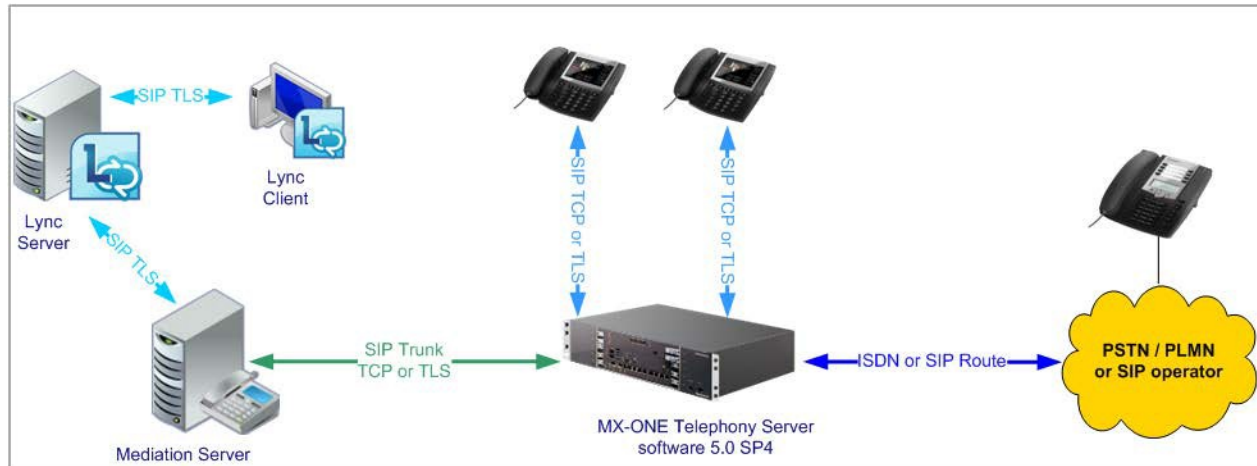 SIP TLS
Lync
Client
Lync
Server
SIP TLS
SIP TCP or TLS
SIP TCP or TLS
SIP Trunk
TCP or TLS
ISDN or SIP Route
PSTN / PLMN
or SIP operator
MX-ONE Telephony Server
software 5.0 SP4
Mediation Server